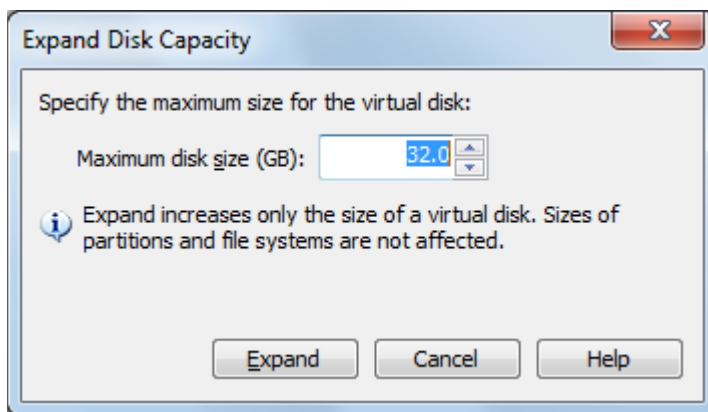 Expand Disk Capacity
Specify the maximum size for the virtual disk:
Maximum disk size (GB): 32.0
Expand increases only the size of a virtual disk. Sizes of
partitions and file systems are not affected.
Expand Cancel Help